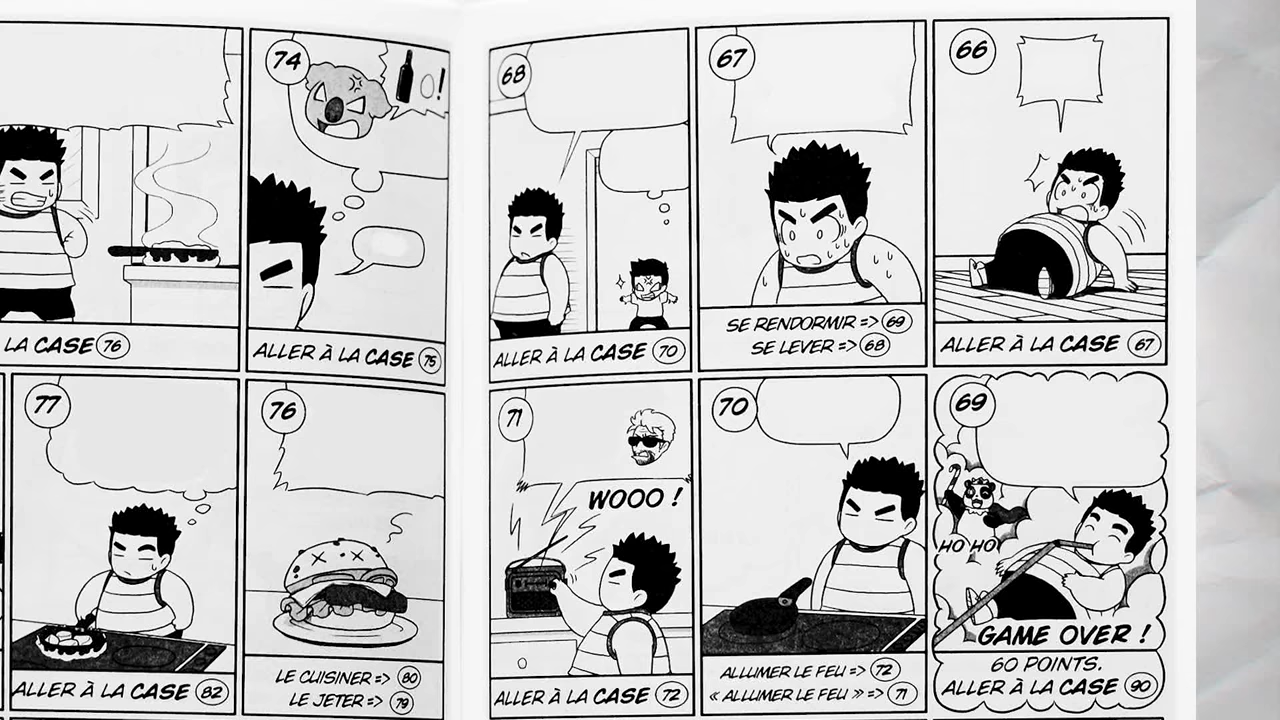 66
ALLER À LA CASE 67
67
SE RENDORMIR => 69
SE LEVER => 68
68
ALLER À LA CASE 70
69
HO HO
GAME OVER !
60 POINTS.
ALLER À LA CASE 90
70
ALLUMER LE FEU => 72
« ALLUMER LE FEU » => 71
71
WOOO !
ALLER À LA CASE 72
74
!
ALLER À LA CASE 75
LA CASE 76
76
LE CUISINER => 80
LE JETER => 79
77
ALLER À LA CASE 82